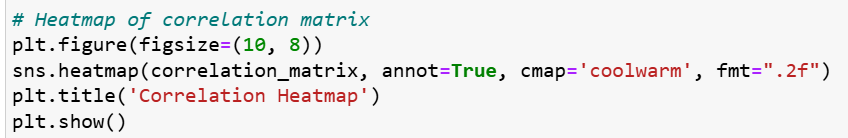 # Heatmap of correlation matrix
plt.figure(figsize=(10, 8))
sns.heatmap(correlation_matrix, annot=True, cmap='coolwarm', fmt=".2f")
plt.title('Correlation Heatmap')
plt.show()